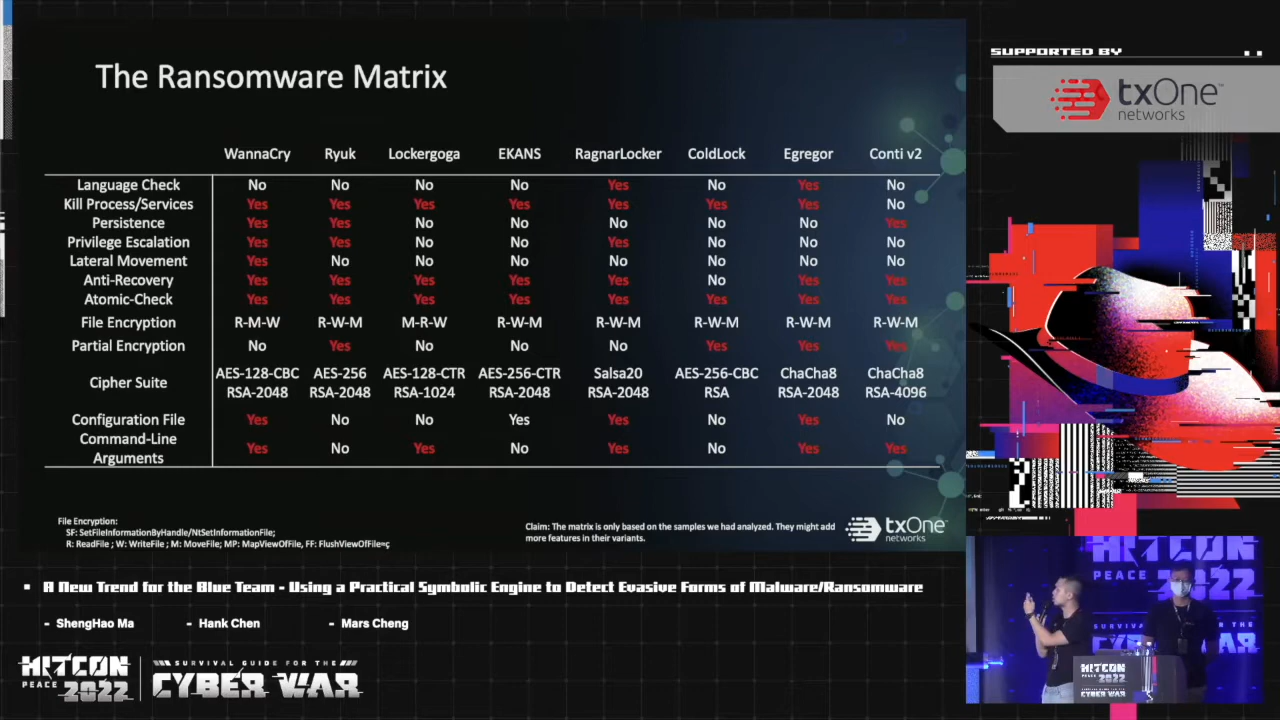 The Ransomware Matrix
WannaCry Ryuk Lockergoga EKANS RagnarLocker ColdLock Egregor Conti v2
Language Check No No No No Yes No Yes No
Kill Process/Services Yes Yes Yes Yes Yes Yes Yes No
Persistence Yes Yes No No No No No Yes
Privilege Escalation Yes Yes No No Yes No No No
Lateral Movement Yes No No No No No No No
Anti-Recovery Yes Yes Yes Yes Yes No Yes Yes
Atomic-Check Yes Yes Yes Yes Yes Yes Yes Yes
File Encryption R-M-W R-W-M M-R-W R-W-M R-W-M R-W-M R-W-M R-W-M
Partial Encryption No Yes No No No Yes Yes Yes
Cipher Suite AES-128-CBC AES-256 AES-128-CTR AES-256-CTR Salsa20 AES-256-CBC ChaCha8 ChaCha8
RSA-2048 RSA-2048 RSA-1024 RSA-2048 RSA-2048 RSA RSA-2048 RSA-4096
Configuration File Yes No No Yes Yes No Yes No
Command-Line
Arguments Yes No Yes No Yes No Yes Yes
File Encryption:
SF: SetFileInformationByHandle/NtSetInformationFile;
R: ReadFile ; W: WriteFile ; M: MoveFile; MP: MapViewOfFile, FF: FlushViewOfFile=ç
Claim: The matrix is only based on the samples we had analyzed. They might add
more features in their variants.
txOne
networks
SUPPORTED BY
txOne™
networks
▪ A New Trend for the Blue Team - Using a Practical Symbolic Engine to Detect Evasive Forms of Malware/Ransomware
- ShengHao Ma - Hank Chen - Mars Cheng
HITCON
PEACE 2022
SURVIVAL GUIDE FOR THE
CYBER WAR
HITCON
PEACE 2022
HITCON
PEACE 2022
CYBER WAR